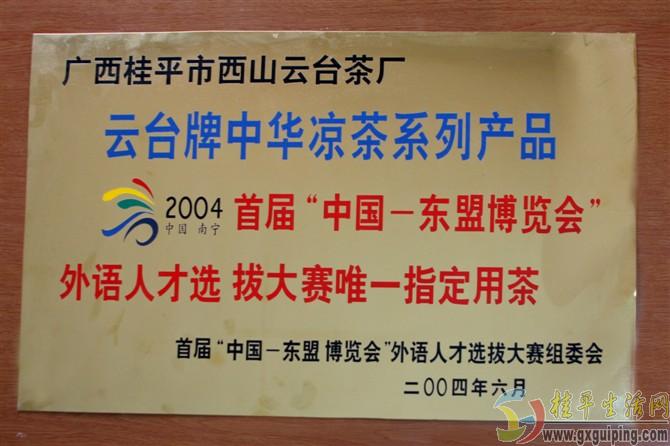 广西桂平市西山云台茶厂
云台牌中华凉茶系列产品
2004 中国 南宁 首届“中国－东盟博览会”
外语人才选 拔大赛唯一指定用茶
首届“中国－东盟 博览会”外语人才选拔大赛组委会
二〇〇四年六月
桂平生活网
www.gxguiping.com